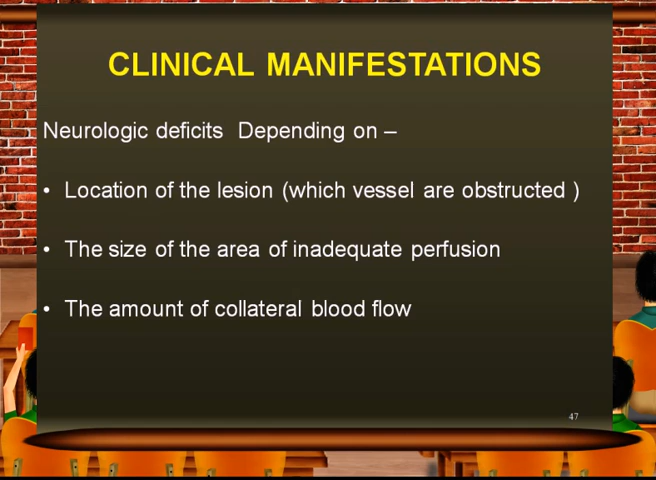 CLINICAL MANIFESTATIONS
Neurologic deficits Depending on –
• Location of the lesion (which vessel are obstructed )
• The size of the area of inadequate perfusion
• The amount of collateral blood flow
47